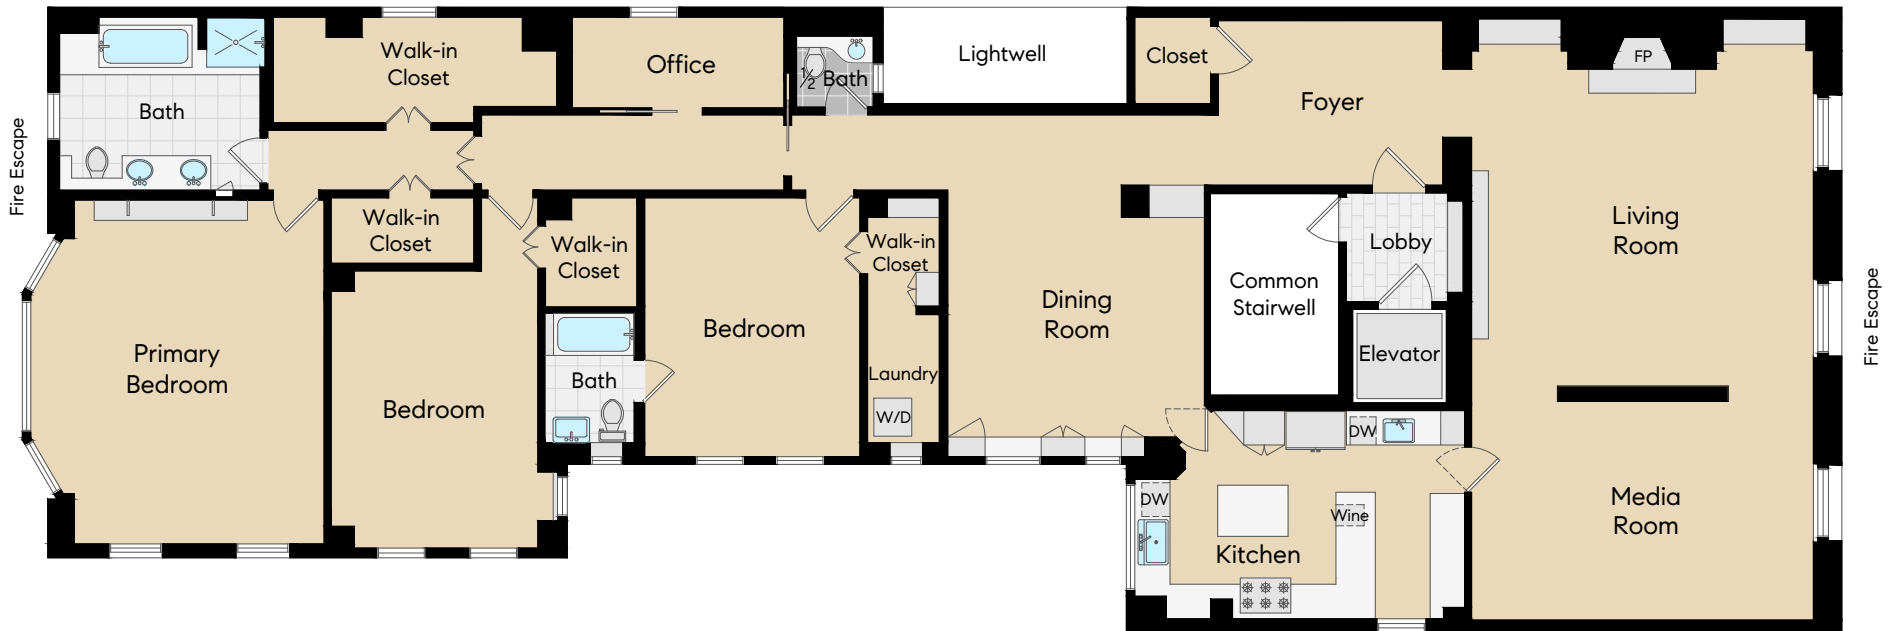 Walk-in
Closet
Office
½ Bath
Lightwell
Closet
FP
Foyer
Bath
Fire Escape
Walk-in
Closet
Walk-in
Closet
Walk-in
Closet
Lobby
Living
Room
Common
Stairwell
Dining
Room
Fire Escape
Primary
Bedroom
Bedroom
Elevator
Bath
Laundry
Bedroom
W/D
DW
DW
Wine
Media
Room
Kitchen